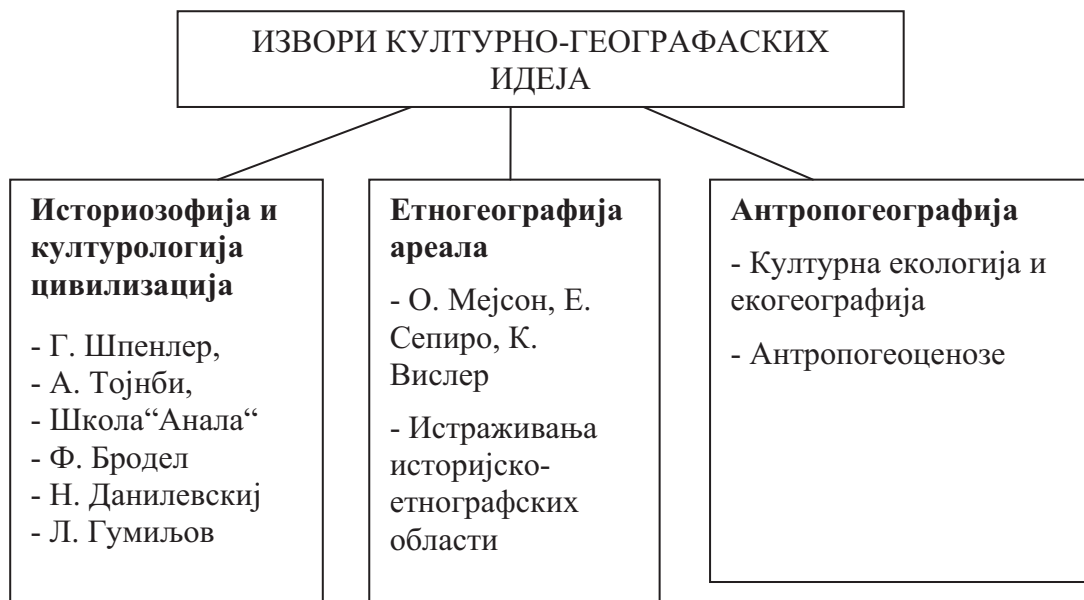 ИЗВОРИ КУЛТУРНО-ГЕОГРАФАСКИХ
ИДЕЈА
Историозофија и
културологија
цивилизација
- Г. Шпенлер,
- А. Тојнби,
- Школа“Анала“
- Ф. Бродел
- Н. Данилевскиј
- Л. Гумиљов
Етногеографија
ареала
- О. Мејсон, Е.
Сепиро, К.
Вислер
- Истраживања
историјско-
етнографских
области
Антропогеографија
- Културна екологија и
екогеографија
- Антропогеоценозе